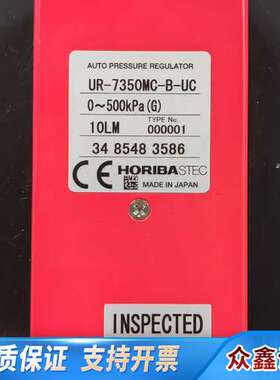 AUTO PRESSURE REGULATOR
UR-7350MC-B-UC
0～500kPa(G)
10LM TYPE No. 000001
CE
34 8548 3586
HORIBASTEC
MADE IN JAPAN
INSPECTED
质保证 支持开
众鑫